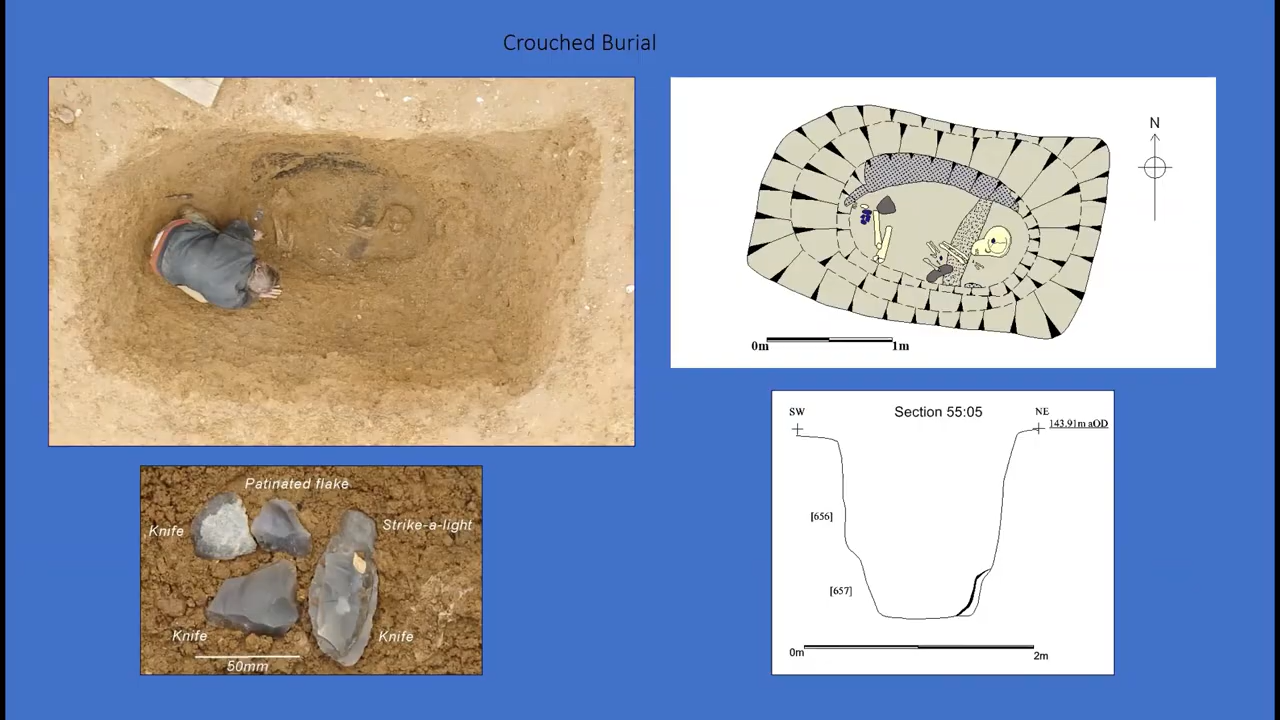 Crouched Burial
N
0m 1m
Patinated flake
Knife
Strike-a-light
Knife
Knife
50mm
SW
Section 55:05
NE
143.91m aOD
[656]
[657]
0m
2m